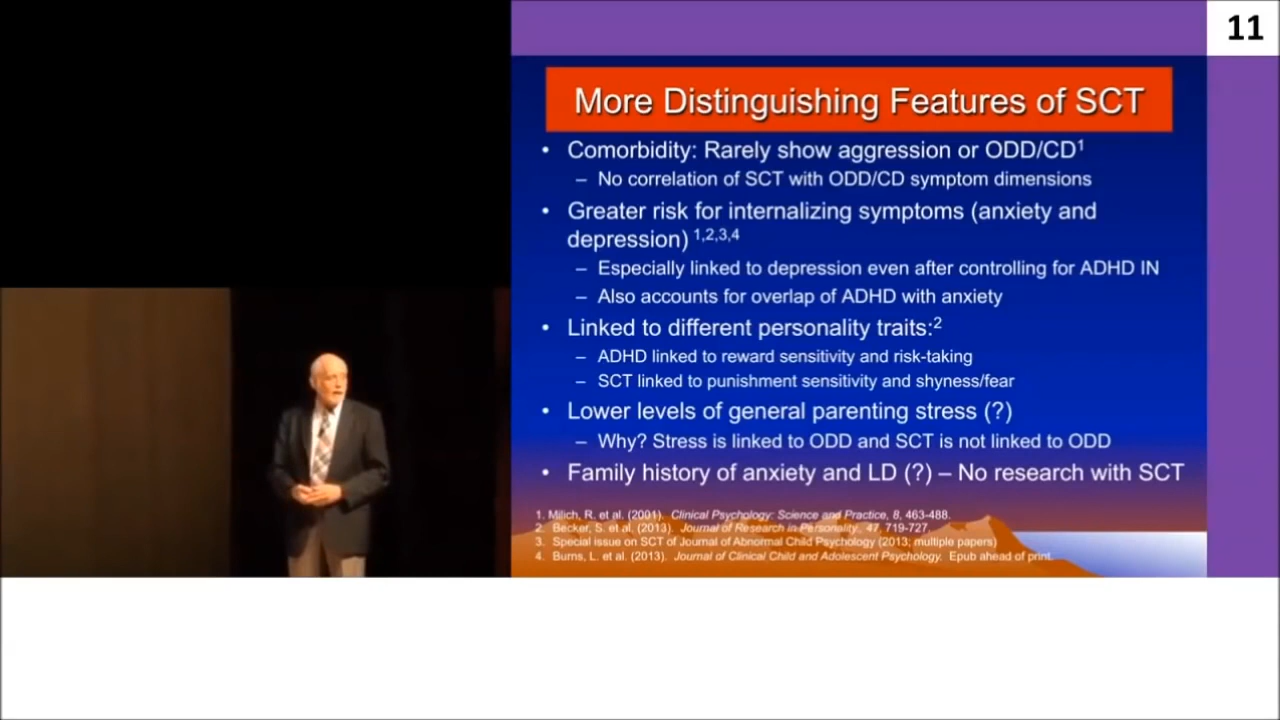 11
More Distinguishing Features of SCT
• Comorbidity: Rarely show aggression or ODD/CD1
– No correlation of SCT with ODD/CD symptom dimensions
• Greater risk for internalizing symptoms (anxiety and
depression) 1,2,3,4
– Especially linked to depression even after controlling for ADHD IN
– Also accounts for overlap of ADHD with anxiety
• Linked to different personality traits:2
– ADHD linked to reward sensitivity and risk-taking
– SCT linked to punishment sensitivity and shyness/fear
• Lower levels of general parenting stress (?)
– Why? Stress is linked to ODD and SCT is not linked to ODD
• Family history of anxiety and LD (?) – No research with SCT
1. Milich, R. et al. (2001). Clinical Psychology: Science and Practice, 8, 463-488.
2. Becker, S. et al. (2013). Journal of Research in Personality., 47, 719-727.
3. Special issue on SCT of Journal of Abnormal Child Psychology (2013; multiple papers)
4. Burns, L. et al. (2013). Journal of Clinical Child and Adolescent Psychology. Epub ahead of print.